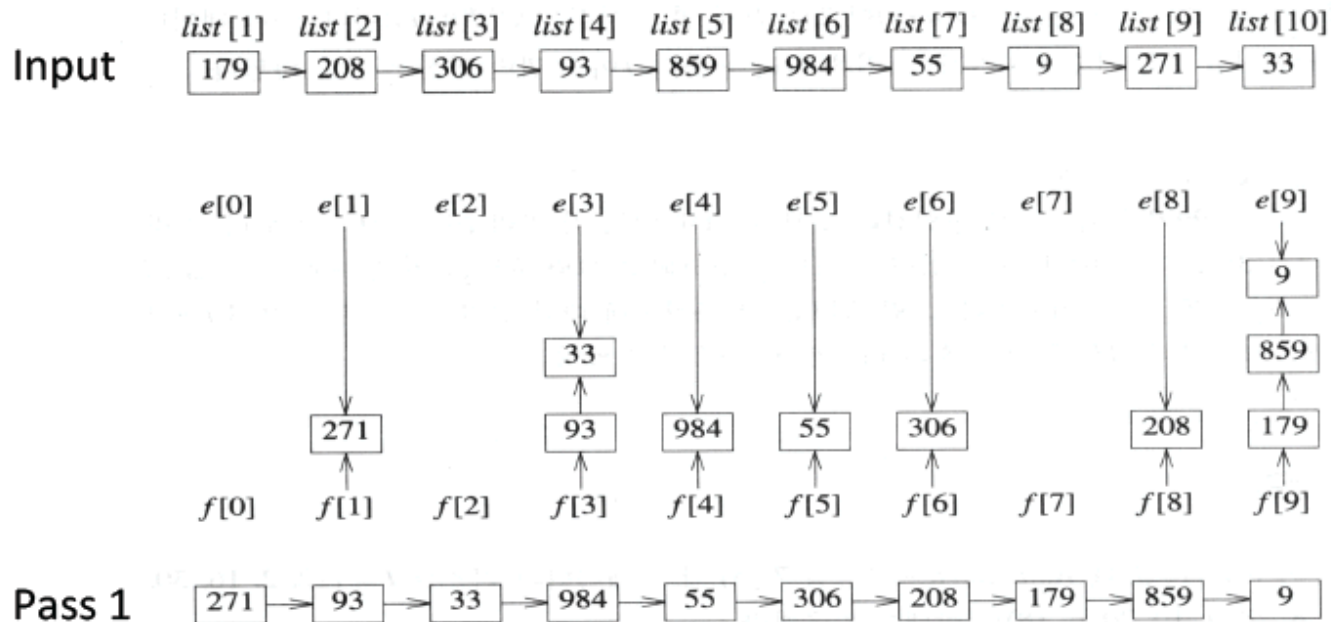 list [1] list [2] list [3] list [4] list [5] list [6] list [7] list [8] list [9] list [10]
Input 179 208 306 93 859 984 55 9 271 33
e[0] e[1] e[2] e[3] e[4] e[5] e[6] e[7] e[8] e[9]
9
33 859
271 93 984 55 306 208 179
f[0] f[1] f[2] f[3] f[4] f[5] f[6] f[7] f[8] f[9]
Pass 1 271 93 33 984 55 306 208 179 859 9